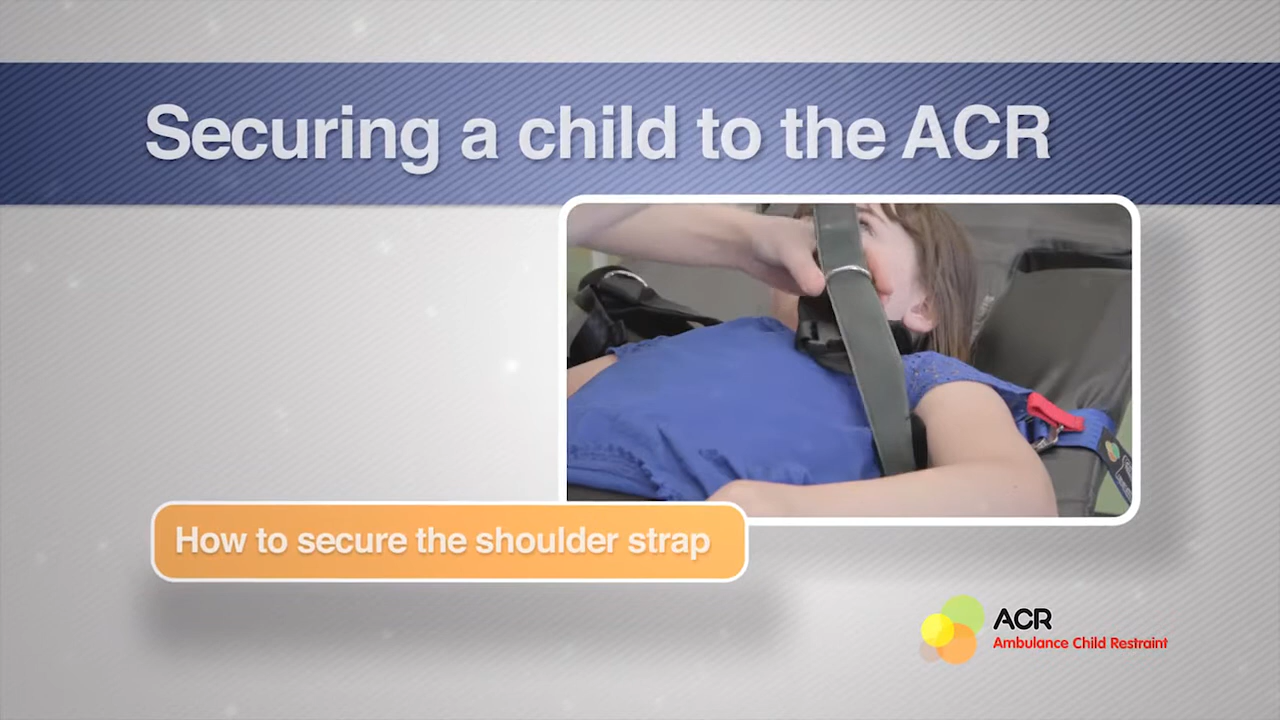 Securing a child to the ACR
How to secure the shoulder strap
ACR
Ambulance Child Restraint